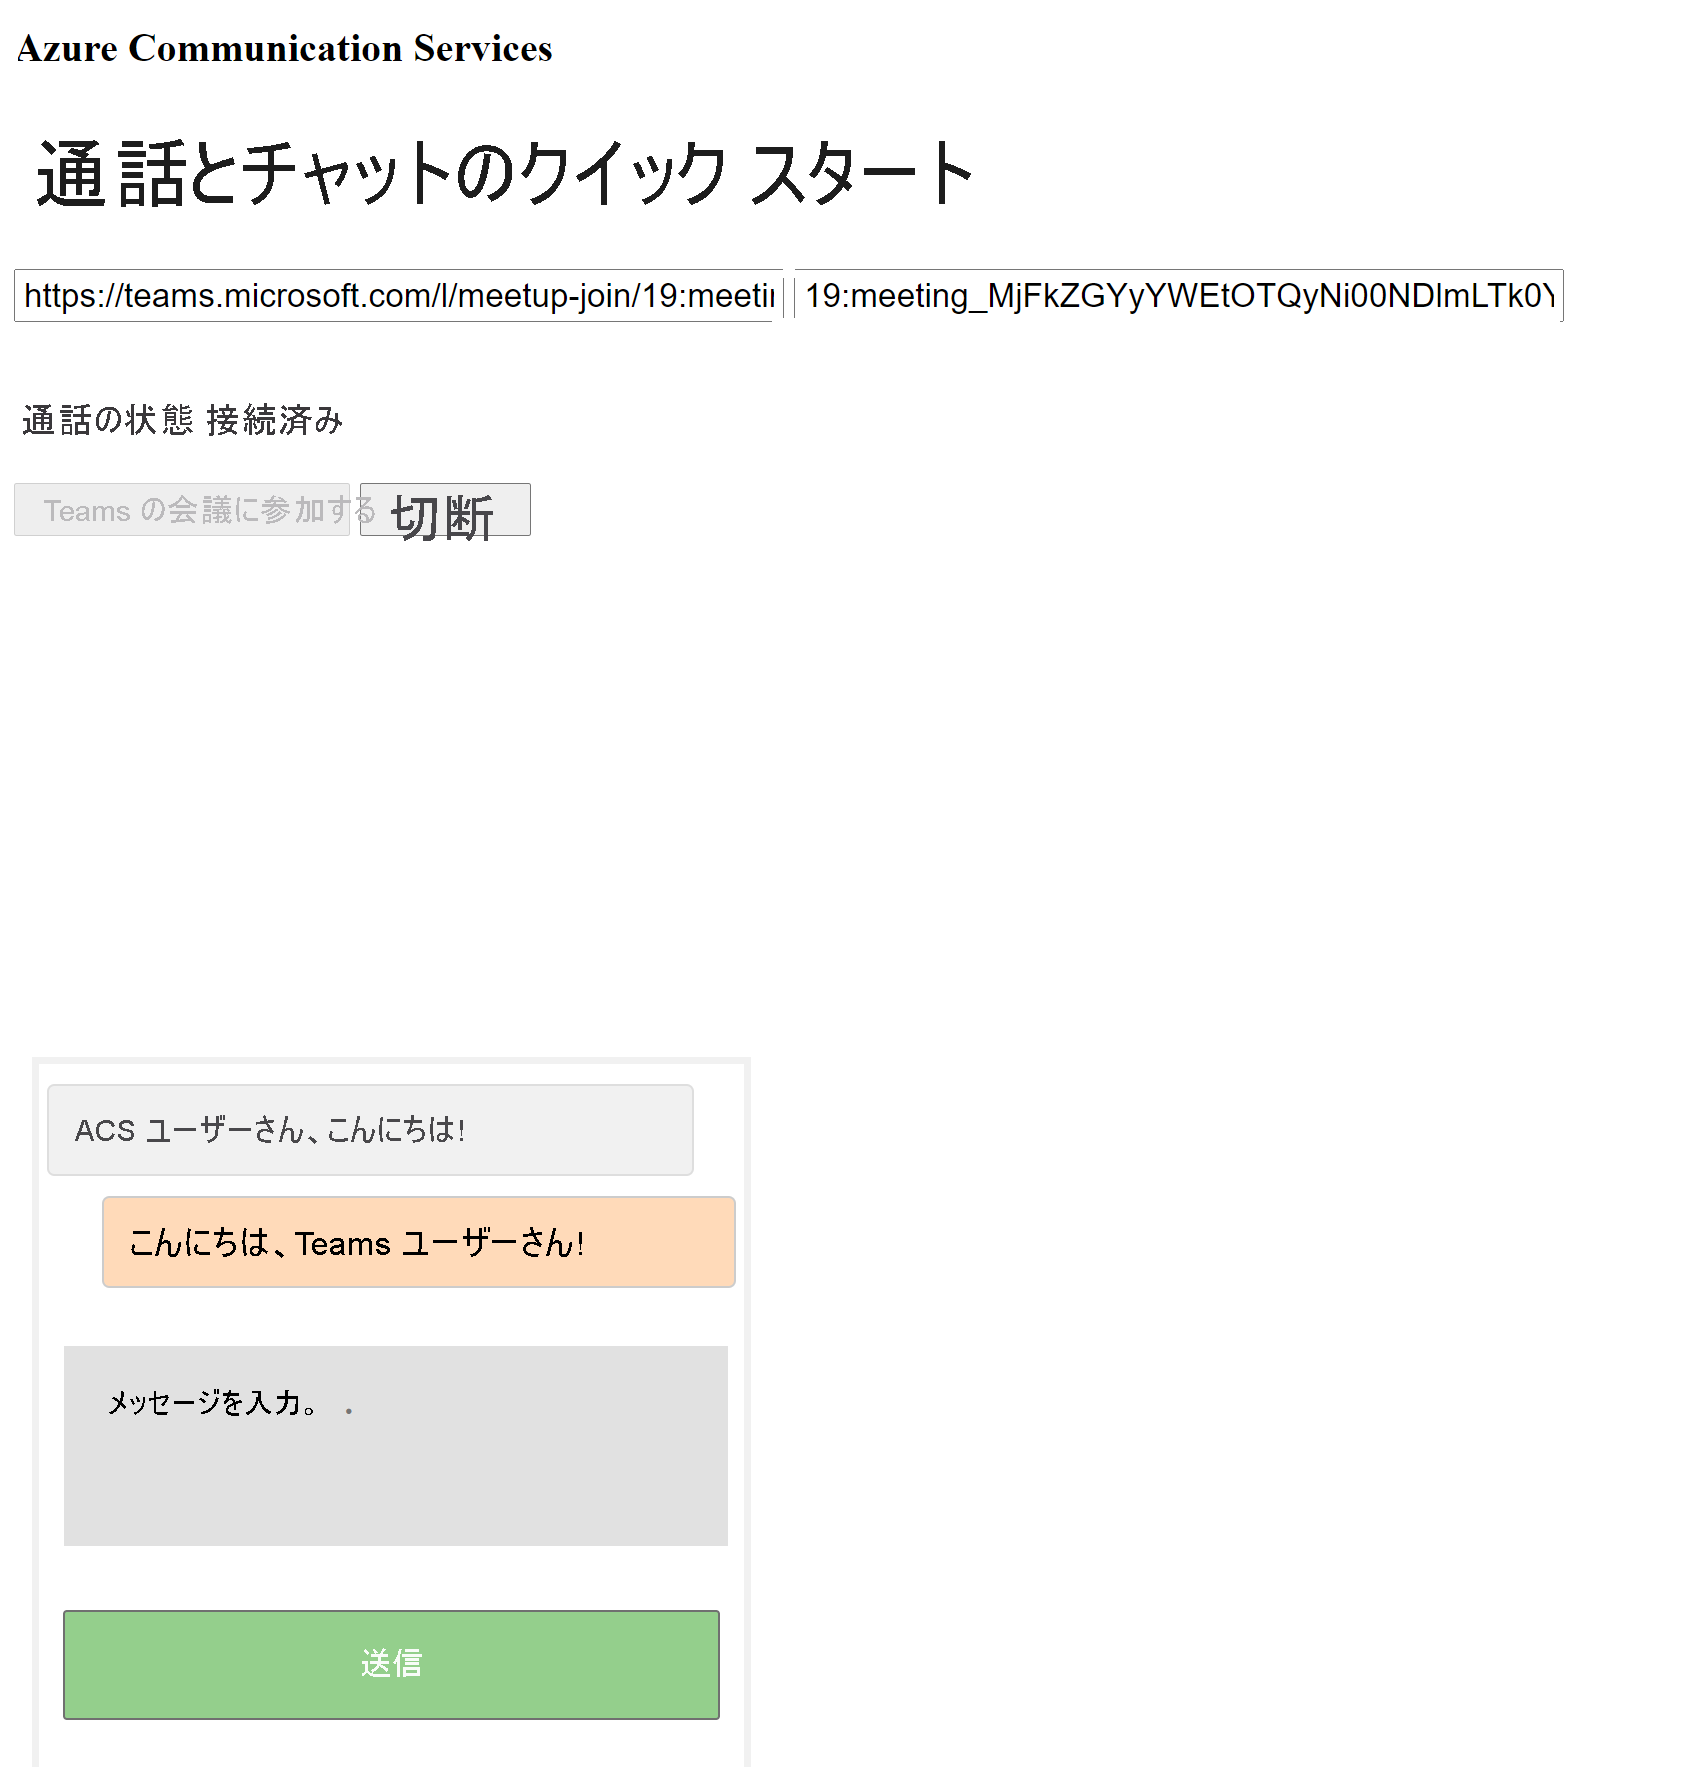 Azure Communication Services
通話とチャットのクイック スタート
https://teams.microsoft.com/l/meetup-join/19:meetin 19:meeting_MjFkZGYyYWEtOTQyNi00NDlmLTk0Y
通話の状態 接続済み
Teams の会議に参加する 切断
ACS ユーザーさん、こんにちは!
こんにちは、Teams ユーザーさん!
メッセージを入力。 .
送信